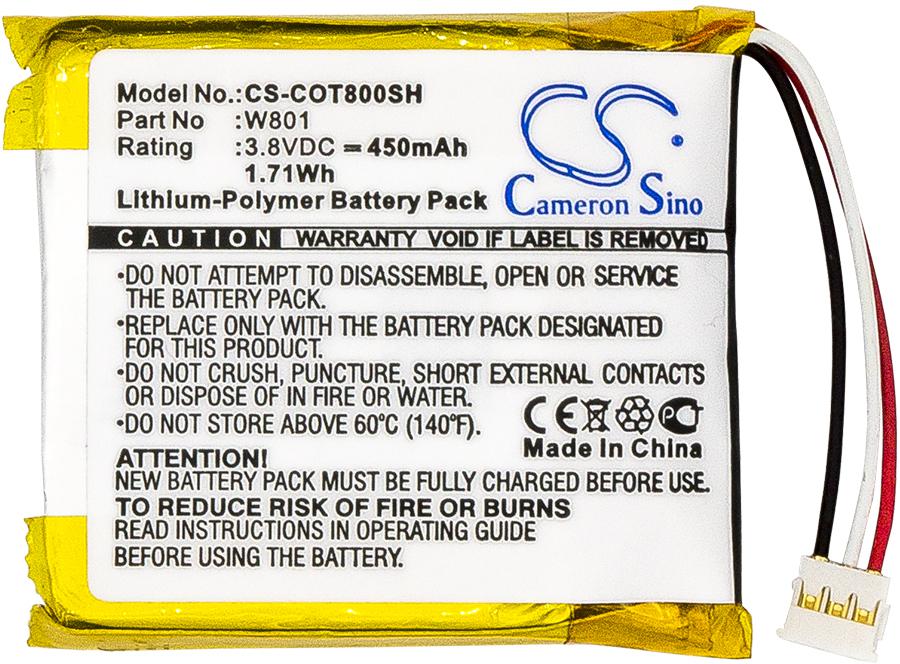 Model No.:CS-COT800SH
Part No :W801
Rating :3.8VDC ⎓ 450mAh
1.71Wh
Lithium-Polymer Battery Pack
CS
Cameron Sino
CAUTION WARRANTY VOID IF LABEL IS REMOVED
•DO NOT ATTEMPT TO DISASSEMBLE, OPEN OR SERVICE
THE BATTERY PACK.
•REPLACE ONLY WITH THE BATTERY PACK DESIGNATED
FOR THIS PRODUCT.
•DO NOT CRUSH, PUNCTURE, SHORT EXTERNAL CONTACTS
OR DISPOSE OF IN FIRE OR WATER.
•DO NOT STORE ABOVE 60°C (140°F).
CE
Made In China
ATTENTION!
NEW BATTERY PACK MUST BE FULLY CHARGED BEFORE USE.
TO REDUCE RISK OF FIRE OR BURNS
READ INSTRUCTIONS IN OPERATING GUIDE
BEFORE USING THE BATTERY.